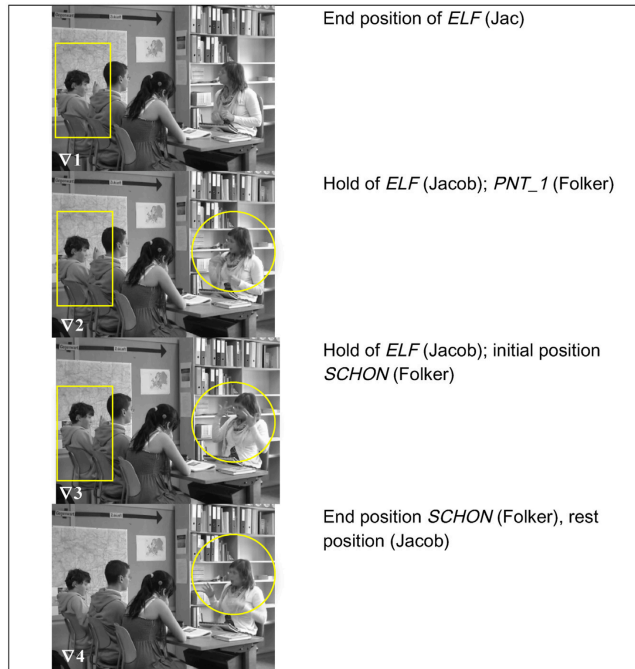 End position of ELF (Jac)
∇1
Hold of ELF (Jacob); PNT_1 (Folker)
∇2
Hold of ELF (Jacob); initial position
SCHON (Folker)
∇3
End position SCHON (Folker), rest
position (Jacob)
∇4